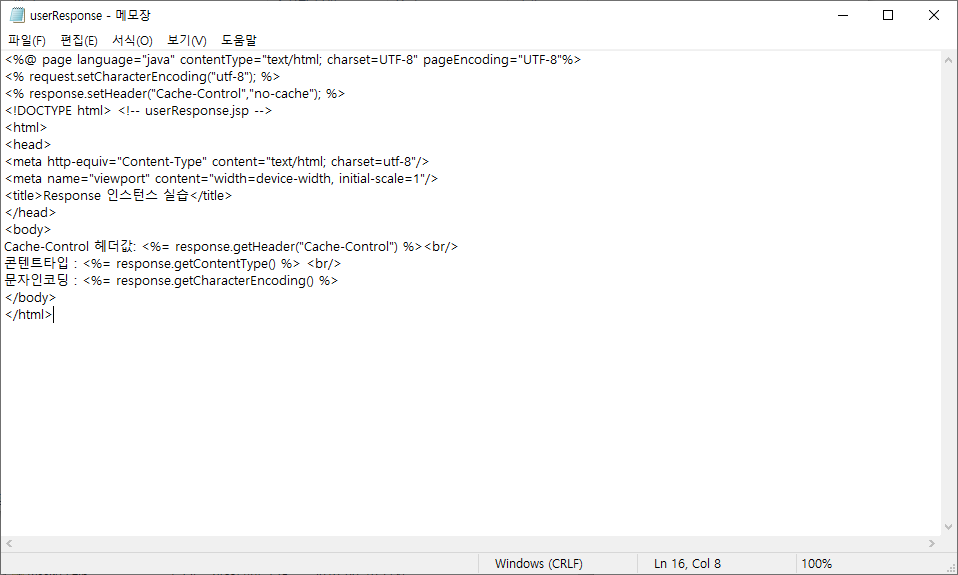 userResponse - 메모장
파일(F) 편집(E) 서식(O) 보기(V) 도움말
<%@ page language="java" contentType="text/html; charset=UTF-8" pageEncoding="UTF-8"%>
<% request.setCharacterEncoding("utf-8"); %>
<% response.setHeader("Cache-Control","no-cache"); %>
<!DOCTYPE html> <!-- userResponse.jsp -->
<html>
<head>
<meta http-equiv="Content-Type" content="text/html; charset=utf-8"/>
<meta name="viewport" content="width=device-width, initial-scale=1"/>
<title>Response 인스턴스 실습</title>
</head>
<body>
Cache-Control 헤더값: <%= response.getHeader("Cache-Control") %><br/>
콘텐트타입 : <%= response.getContentType() %> <br/>
문자인코딩 : <%= response.getCharacterEncoding() %>
</body>
</html>
Windows (CRLF) Ln 16, Col 8 100%